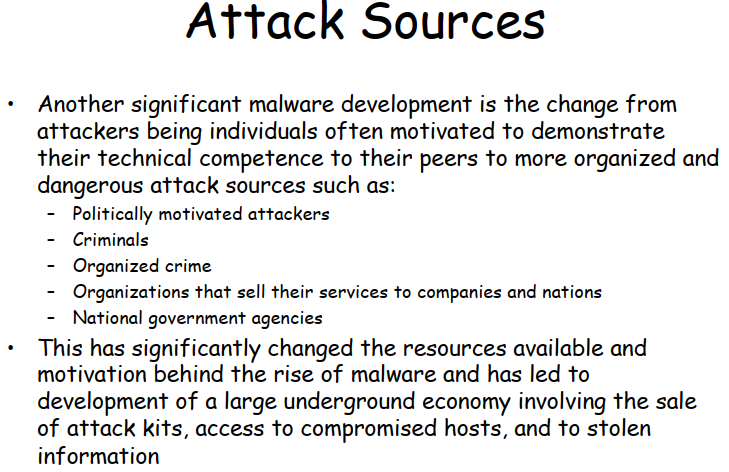 Attack Sources
• Another significant malware development is the change from
attackers being individuals often motivated to demonstrate
their technical competence to their peers to more organized and
dangerous attack sources such as:
– Politically motivated attackers
– Criminals
– Organized crime
– Organizations that sell their services to companies and nations
– National government agencies
• This has significantly changed the resources available and
motivation behind the rise of malware and has led to
development of a large underground economy involving the sale
of attack kits, access to compromised hosts, and to stolen
information